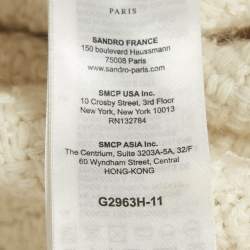 PARIS
SANDRO FRANCE
150 boulevard Haussmann
75008 Paris
www.sandro-paris.com
SMCP USA Inc.
10 Crosby Street, 3rd Floor
New York, New York 10013
RN132784
SMCP ASIA Inc.
The Centrium, Suite 3203A-5A, 32/F
60 Wyndham Street, Central
HONG-KONG
G2963H-11